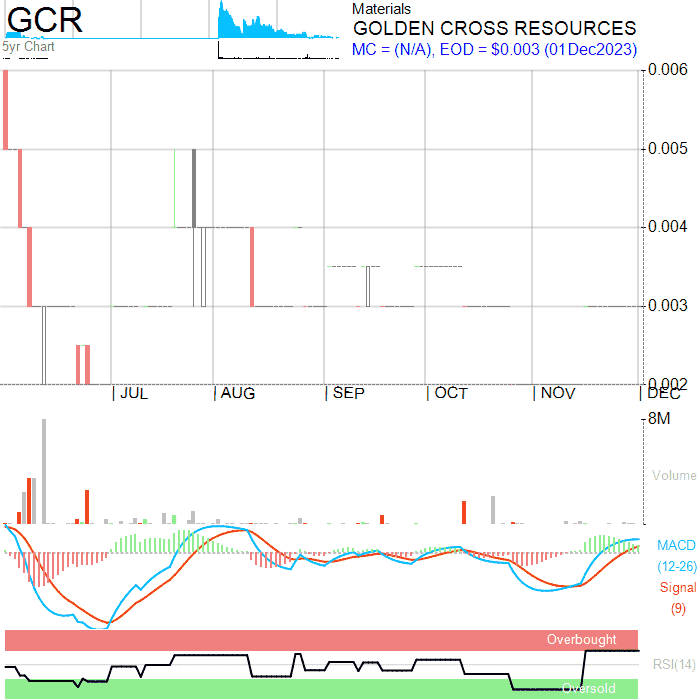 GCR
Materials
GOLDEN CROSS RESOURCES
5yr Chart
MC = (N/A), EOD = $0.003 (01Dec2023)
0.006
0.005
0.004
0.003
0.002
JUL AUG SEP OCT NOV DEC
8M
Volume
MACD
(12-26)
Signal
(9)
Overbought
RSI(14)
Oversold